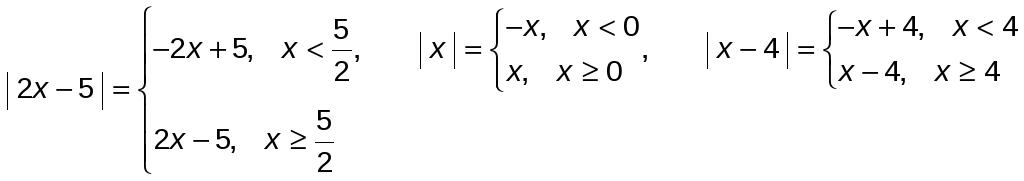 | 2x – 5 | = { –2x + 5, x < 5/2, 2x – 5, x ≥ 5/2
| x | = { –x, x < 0 x, x ≥ 0 ,
| x – 4 | = { –x + 4, x < 4 x – 4, x ≥ 4